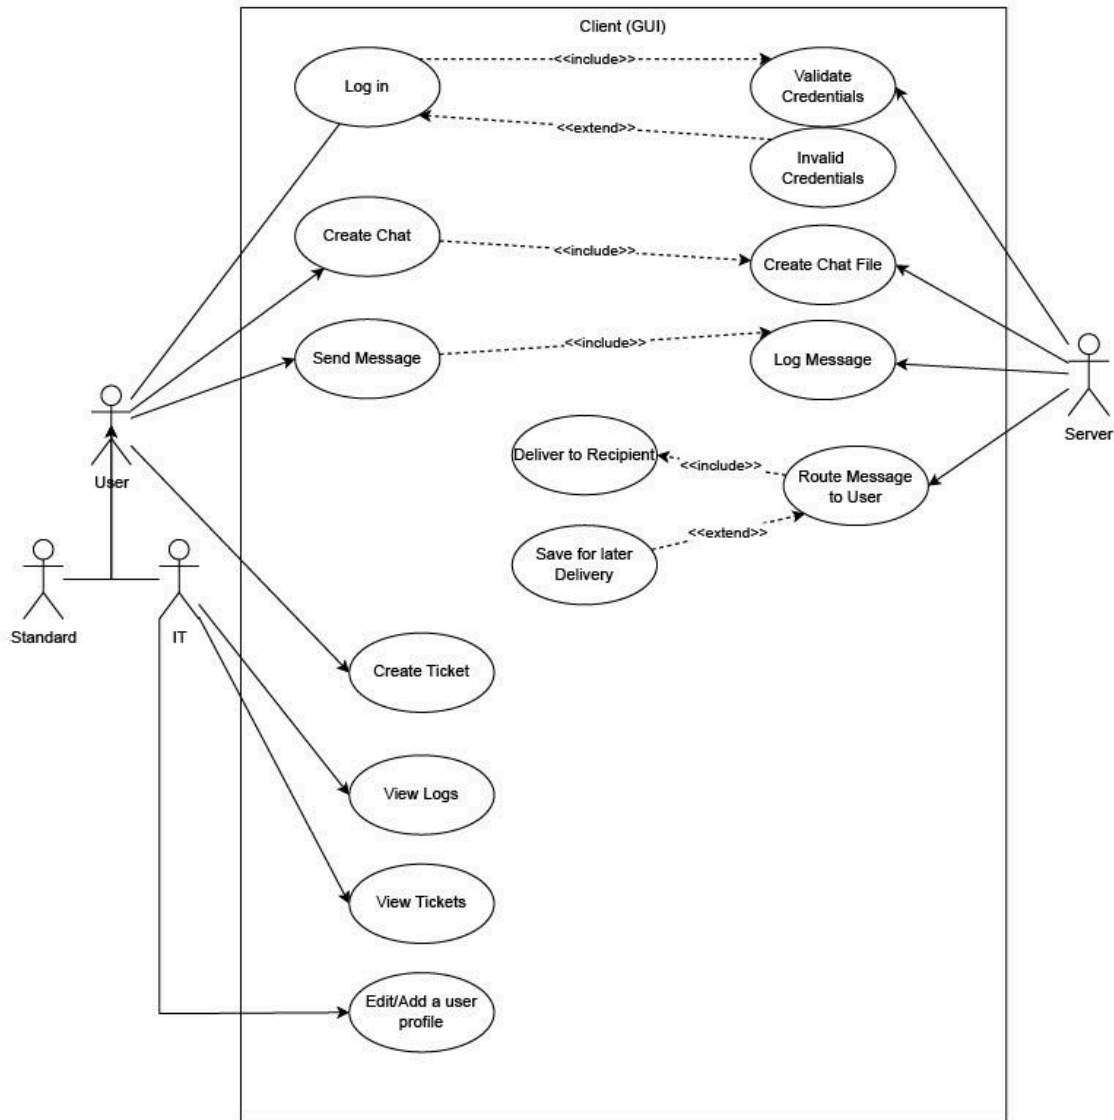 Client (GUI)
<<include>>
Log in
Validate
Credentials
<<extend>>
Invalid
Credentials
Create Chat
<<include>>
Create Chat File
Send Message
<<include>>
Log Message
Server
Deliver to Recipient
<<include>>
Route Message
to User
User
<<extend>>
Save for later
Delivery
Standard
IT
Create Ticket
View Logs
View Tickets
Edit/Add a user
profile